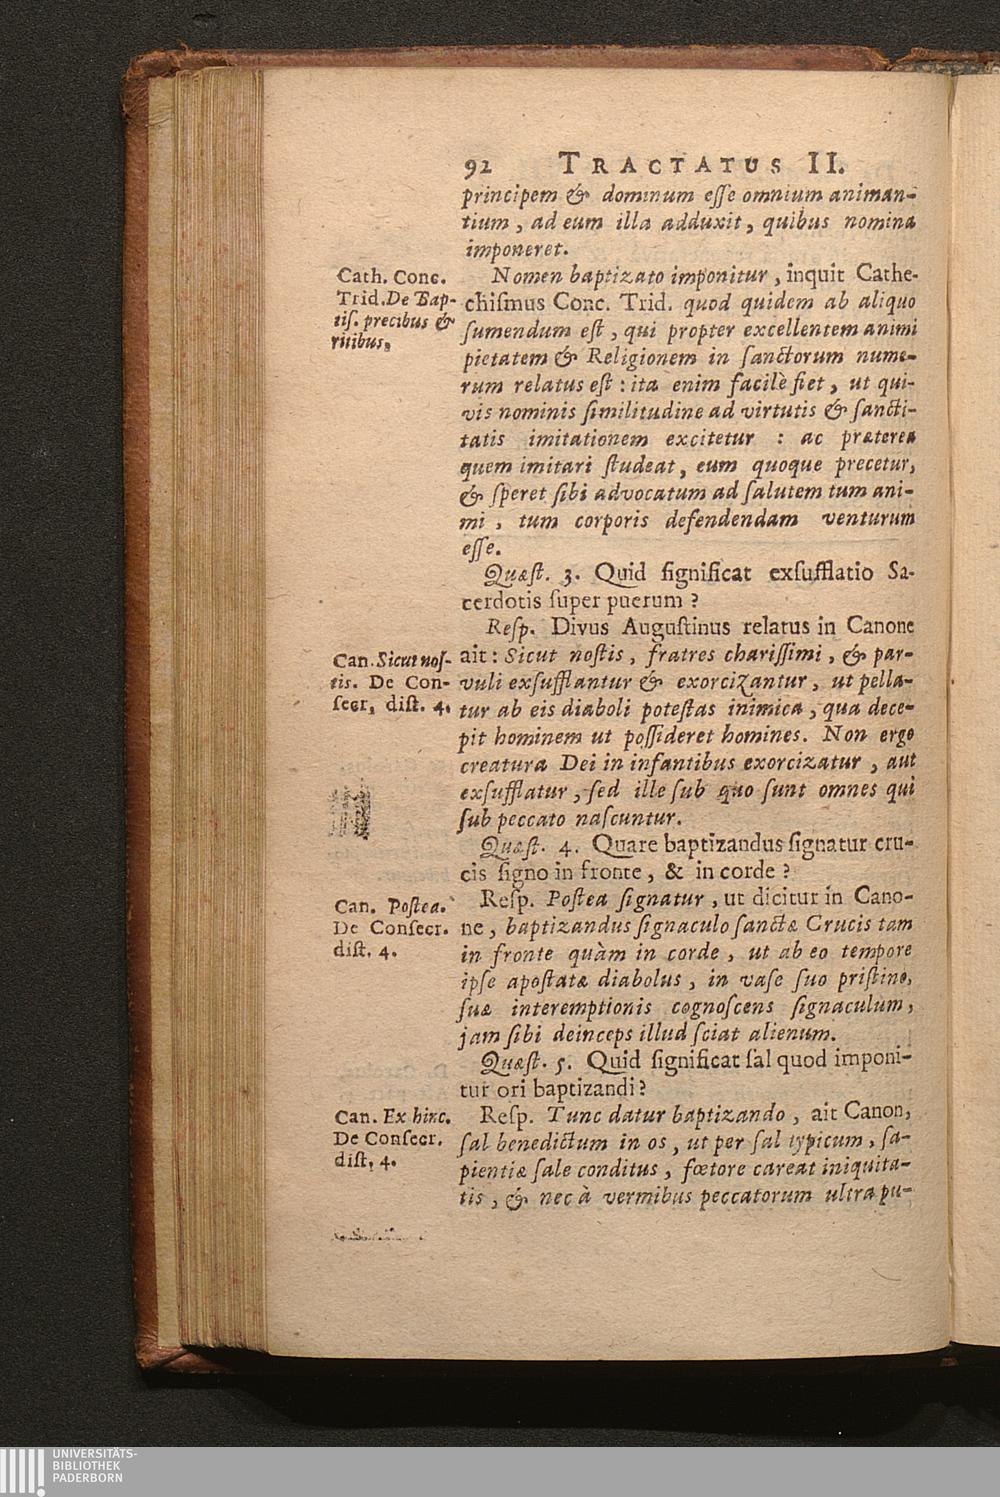 92 TRACTATUS II.
principem & dominum esse omnium animan-
tium, ad eum illa adduxit, quibus nomina
imponeret.
Cath. Conc.
Trid. De Bap-
tis. precibus &
ritibus,
Nomen baptizato imponitur, inquit Cathe-
chismus Conc. Trid. quod quidem ab aliquo
sumendum est, qui propter excellentem animi
pietatem & Religionem in sanctorum nume-
rum relatus est : ita enim facilè fiet, ut qui-
vis nominis similitudine ad virtutis & sancti-
tatis imitationem excitetur : ac præterea
quem imitari studeat, eum quoque precetur,
& speret sibi advocatum ad salutem tum ani-
mi, tum corporis defendendam venturum
esse.
Quæst. 3. Quid significat exsufflatio Sa-
cerdotis super puerum ?
Can. Sicut nos-
tis. De Con-
secr, dist. 4.
Resp. Divus Augustinus relatus in Canone
ait : Sicut nostis, fratres charissimi, & par-
vuli exsufflantur & exorcizantur, ut pella-
tur ab eis diaboli potestas inimica, qua dece-
pit hominem ut possideret homines. Non ergo
creatura Dei in infantibus exorcizatur, aut
exsufflatur, sed ille sub quo sunt omnes qui
sub peccato nascuntur.
Quæst. 4. Quare baptizandus signatur cru-
cis signo in fronte, & in corde ?
Can. Postea.
De Consecr.
dist. 4.
Resp. Postea signatur, ut dicitur in Cano-
ne, baptizandus signaculo sanctæ Crucis tam
in fronte quàm in corde, ut ab eo tempore
ipse apostatæ diabolus, in vase suo pristino,
suæ interemptionis cognoscens signaculum,
jam sibi deinceps illud sciat alienum.
Quæst. 5. Quid significat sal quod imponi-
tur ori baptizandi ?
Can. Ex hinc.
De Consecr.
dist, 4.
Resp. Tunc datur baptizando, ait Canon,
sal benedictum in os, ut per sal typicum, sa-
pientiæ sale conditus, fœtore careat iniquita-
tis, & nec à vermibus peccatorum ultra pu-
UNIVERSITÄTS-
BIBLIOTHEK
PADERBORN